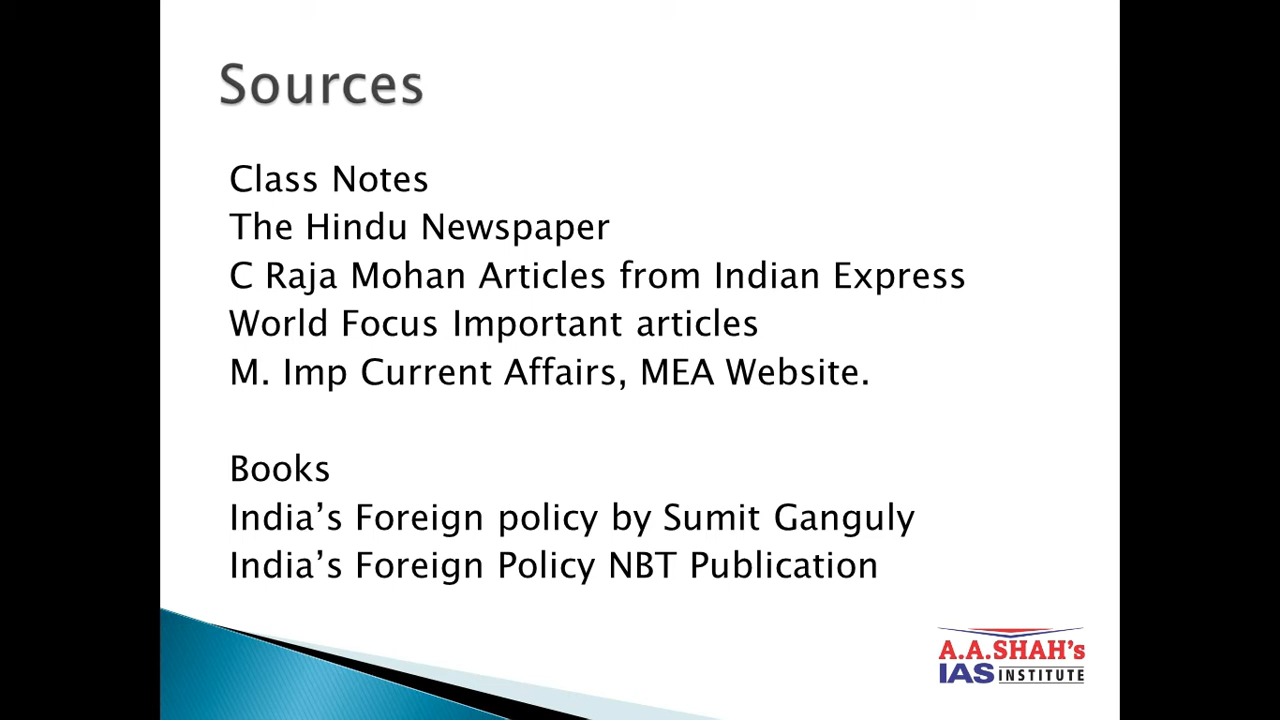 Sources
Class Notes
The Hindu Newspaper
C Raja Mohan Articles from Indian Express
World Focus Important articles
M. Imp Current Affairs, MEA Website.
Books
India’s Foreign policy by Sumit Ganguly
India’s Foreign Policy NBT Publication
A.A.SHAH's
IAS INSTITUTE